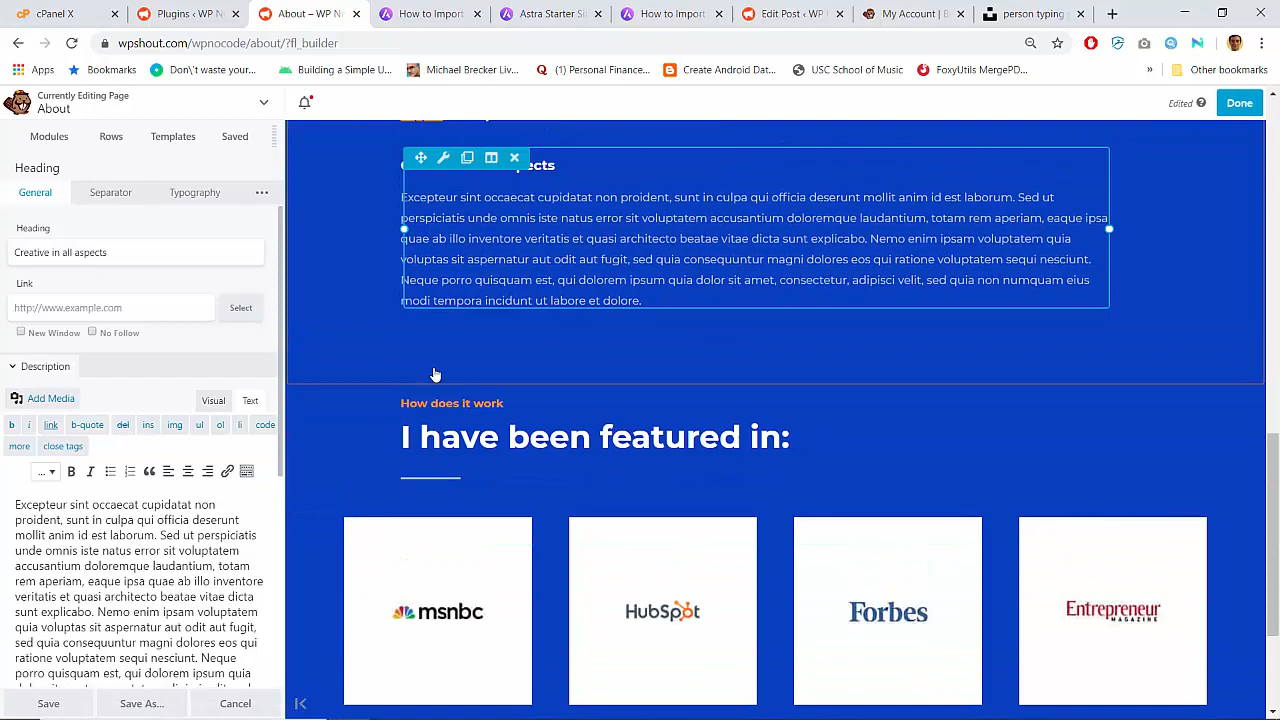 cPanel X
Plugins ‹ WP N
About – WP N
How to Import
Astra Starter Si
How to Import
Edit Post ‹ WP
My Account | B
person typing
wpshout.com/wpnocode/about/?fl_builder
Apps
Bookmarks
Don\'t waste your...
Building a Simple U...
Michael Brecker Liv...
(1) Personal Financ...
Create Android Dat...
USC School of Music
FoxyUtils MergePD...
»
Other bookmarks
Currently Editing Page
About
Edited
Done
Modules
Rows
Templates
Saved
Heading
General
Separator
Typography
Heading
Creative in all aspects
Link
http://www.example.com
Select
New Window
No Follow
Description
Add Media
Visual
Text
b
i
link
b-quote
del
ins
img
ul
ol
li
code
more
close tags
Excepteur sint occaecat cupidatat non
proident, sunt in culpa qui officia deserunt
mollit anim id est laborum. Sed ut perspiciatis
unde omnis iste natus error sit voluptatem
accusantium doloremque laudantium, totam
rem aperiam, eaque ipsa quae ab illo inventore
veritatis et quasi architecto beatae vitae dicta
sunt explicabo. Nemo enim ipsam voluptatem
quia voluptas sit aspernatur aut odit aut fugit,
sed quia consequuntur magni dolores eos qui
ratione voluptatem sequi nesciunt. Neque
porro quisquam est, qui dolorem ipsum quia
Save
Save As...
Cancel
Excepteur sint occaecat cupidatat non proident, sunt in culpa qui officia deserunt mollit anim id est laborum. Sed ut
perspiciatis unde omnis iste natus error sit voluptatem accusantium doloremque laudantium, totam rem aperiam, eaque ipsa
quae ab illo inventore veritatis et quasi architecto beatae vitae dicta sunt explicabo. Nemo enim ipsam voluptatem quia
voluptas sit aspernatur aut odit aut fugit, sed quia consequuntur magni dolores eos qui ratione voluptatem sequi nesciunt.
Neque porro quisquam est, qui dolorem ipsum quia dolor sit amet, consectetur, adipisci velit, sed quia non numquam eius
modi tempora incidunt ut labore et dolore.
How does it work
I have been featured in:
msnbc
HubSpot
Forbes
Entrepreneur
MAGAZINE